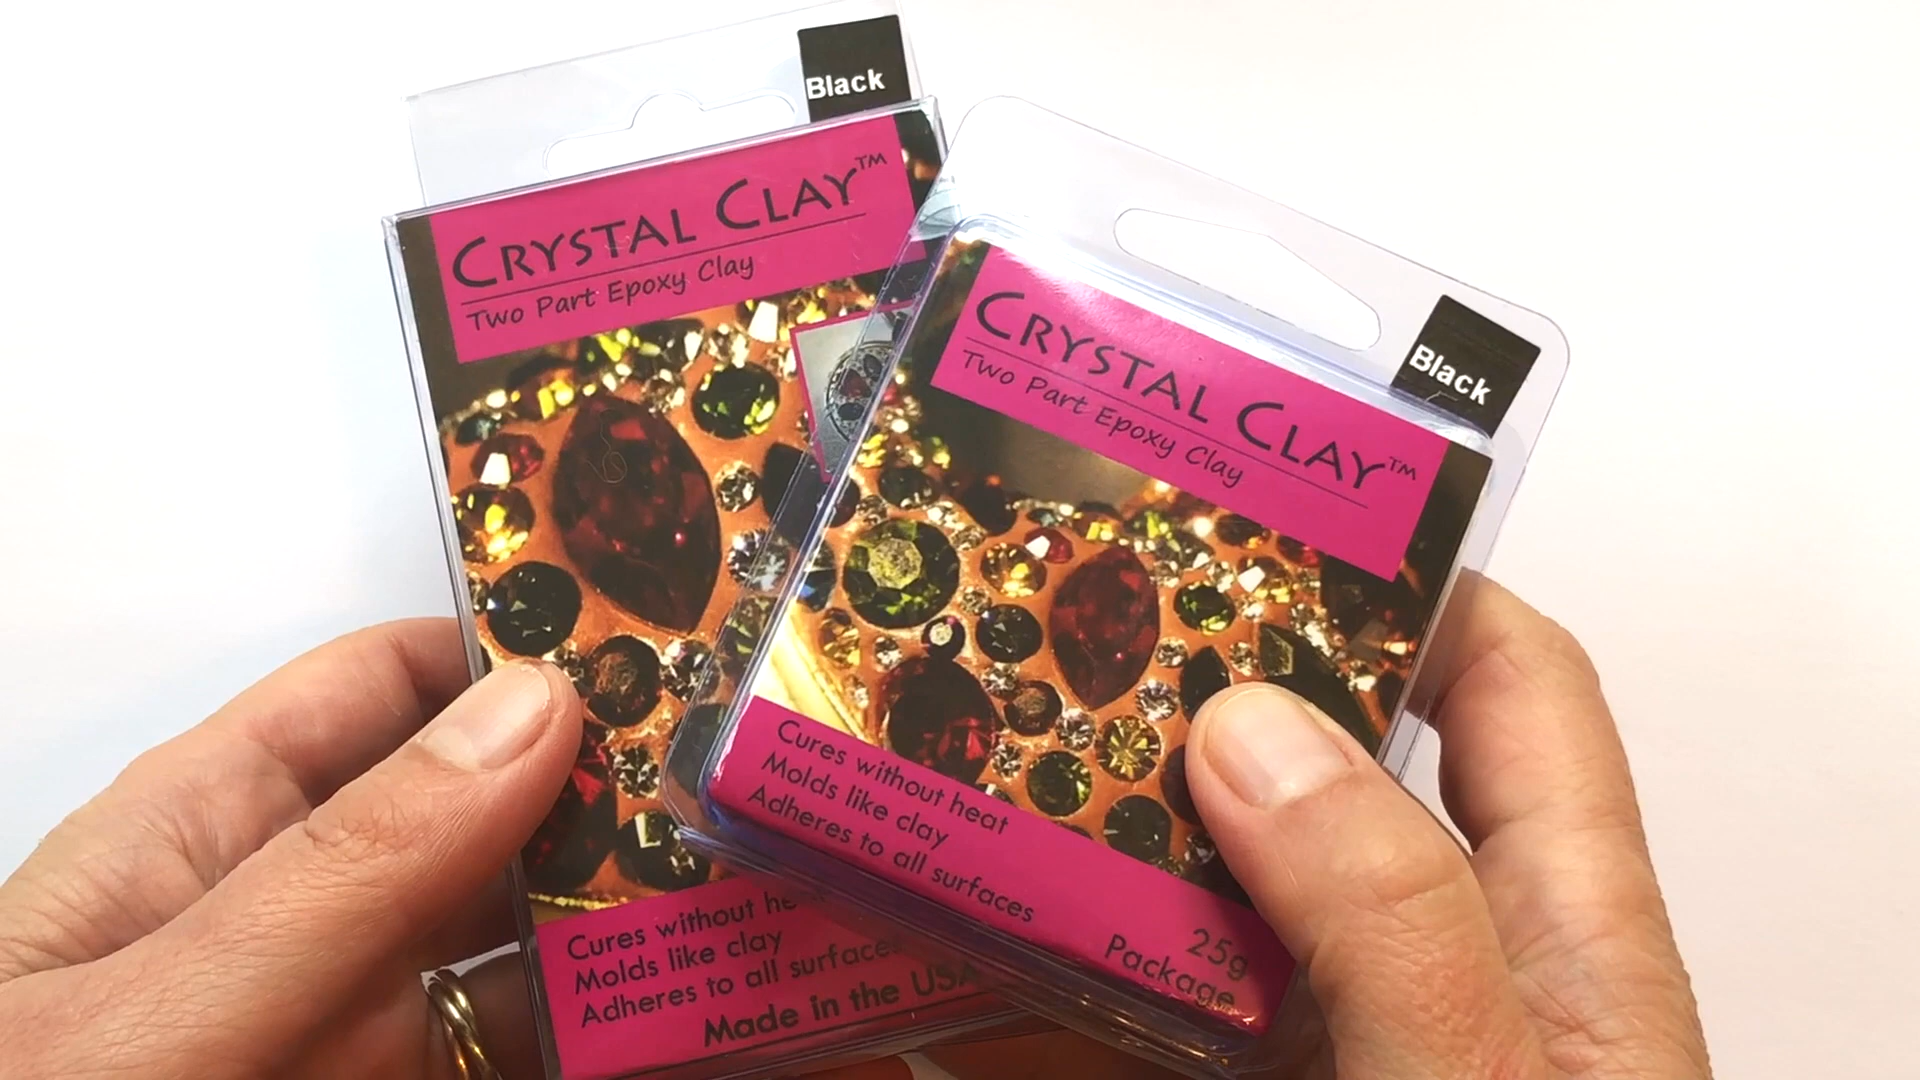 Black
CRYSTAL CLAY™
Two Part Epoxy Clay
Cures without
Molds like clay
Adheres to all surfaces
Made in the USA
Black
CRYSTAL CLAY™
Two Part Epoxy Clay
Cures without heat
Molds like clay
Adheres to all surfaces
25g
Package